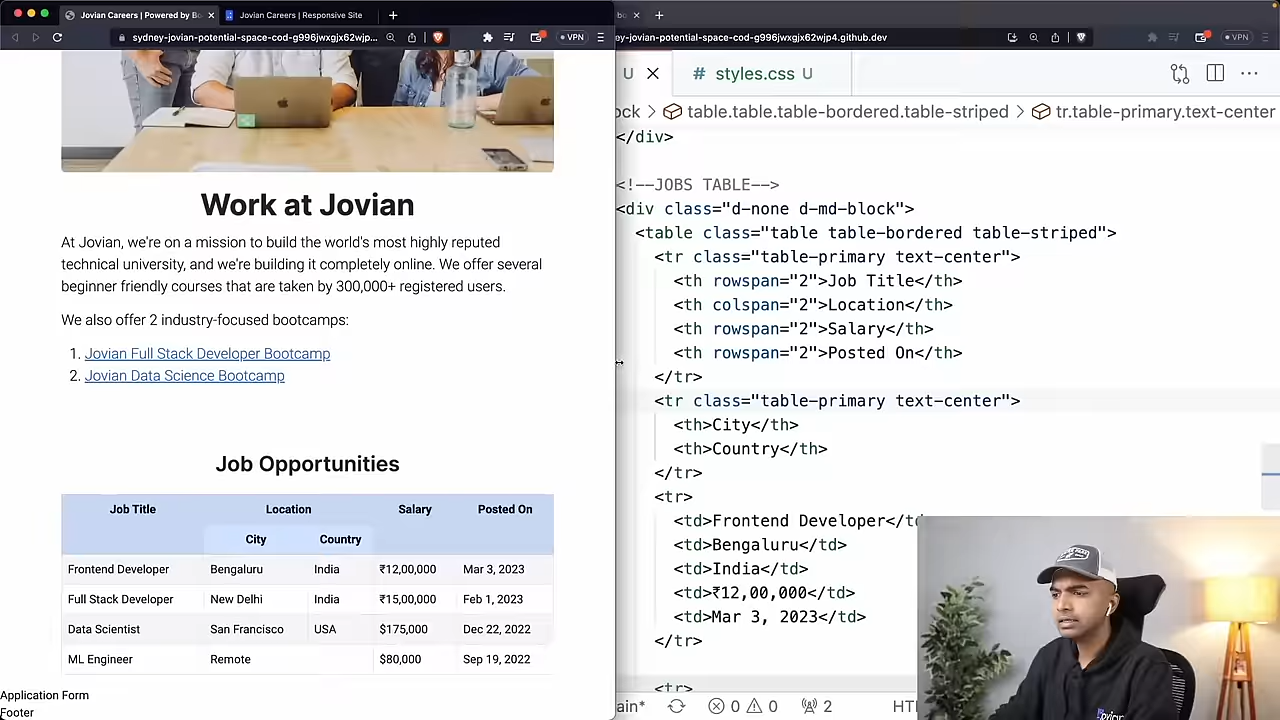 Jovian Careers | Powered by Bo
Jovian Careers | Responsive Site
sydney-jovian-potential-space-cod-g996jwxgjx62wjp...
VPN
Work at Jovian
At Jovian, we're on a mission to build the world's most highly reputed
technical university, and we're building it completely online. We offer several
beginner friendly courses that are taken by 300,000+ registered users.
We also offer 2 industry-focused bootcamps:
1. Jovian Full Stack Developer Bootcamp
2. Jovian Data Science Bootcamp
Job Opportunities
Job Title Location Salary Posted On
City Country
Frontend Developer Bengaluru India ₹12,00,000 Mar 3, 2023
Full Stack Developer New Delhi India ₹15,00,000 Feb 1, 2023
Data Scientist San Francisco USA $175,000 Dec 22, 2022
ML Engineer Remote $80,000 Sep 19, 2022
Application Form
Footer
bo
ey-jovian-potential-space-cod-g996jwxgjx62wjp4.github.dev
VPN
U
# styles.css U
ock > table.table.table-bordered.table-striped > tr.table-primary.text-center
</div>
<!--JOBS TABLE-->
<div class="d-none d-md-block">
<table class="table table-bordered table-striped">
<tr class="table-primary text-center">
<th rowspan="2">Job Title</th>
<th colspan="2">Location</th>
<th rowspan="2">Salary</th>
<th rowspan="2">Posted On</th>
</tr>
<tr class="table-primary text-center">
<th>City</th>
<th>Country</th>
</tr>
<tr>
<td>Frontend Developer</td
<td>Bengaluru</td>
<td>India</td>
<td>₹12,00,000</td>
<td>Mar 3, 2023</td>
</tr>
<tr>
ain* 0 0 2 HT